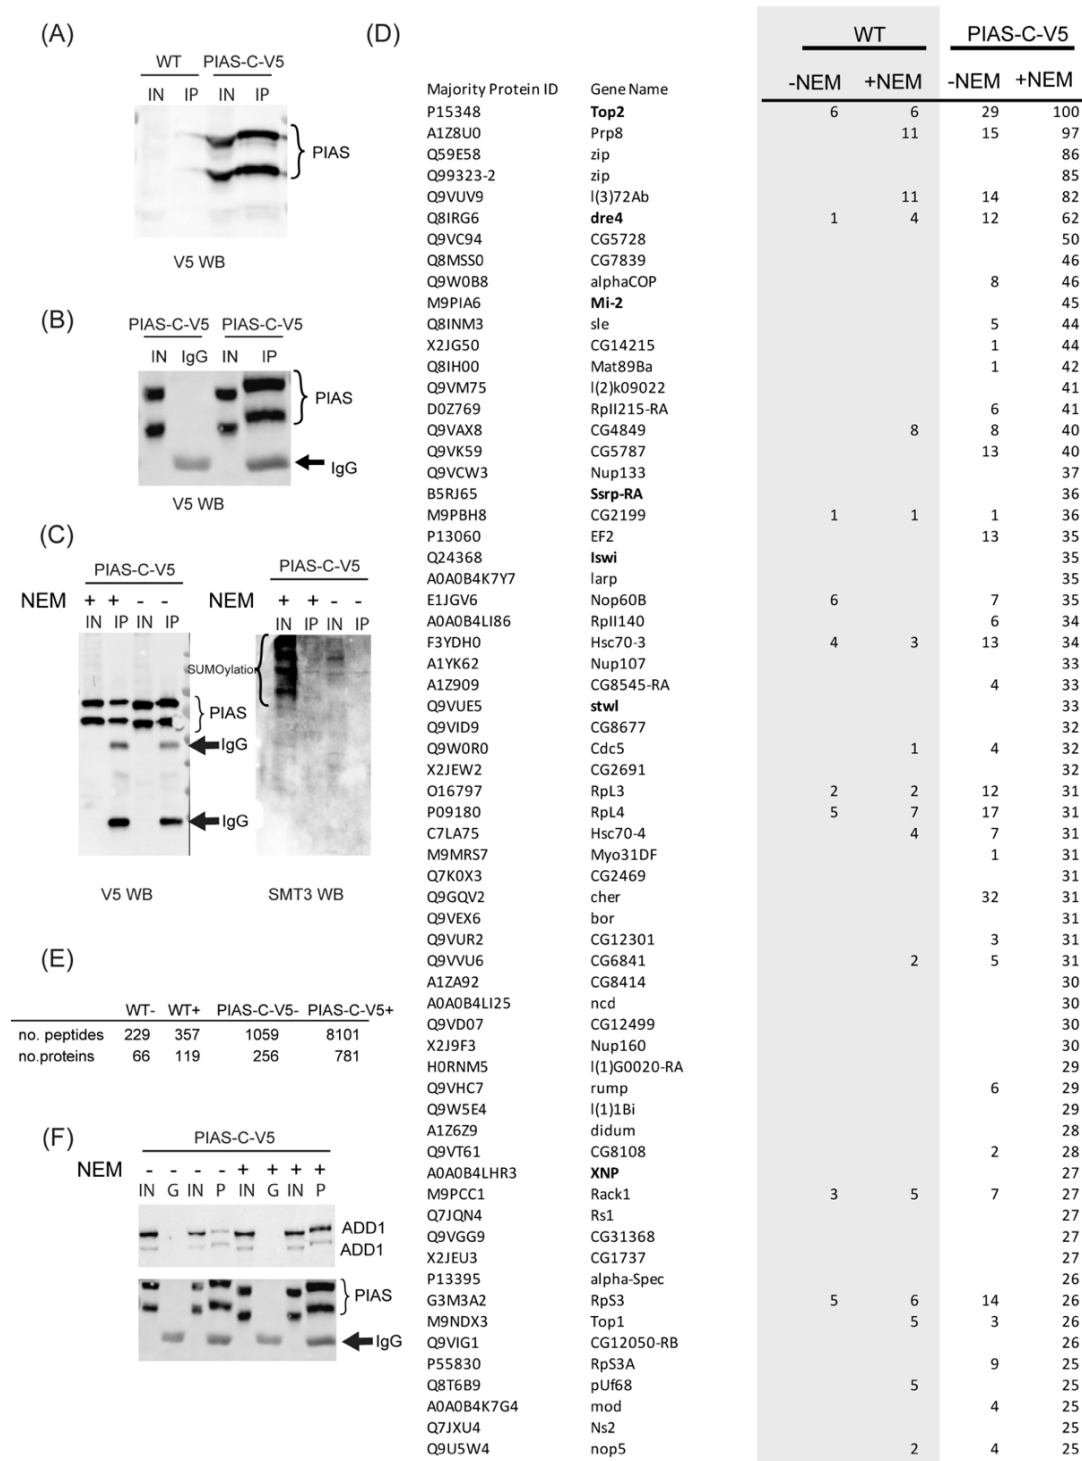 (A)
WT PIAS-C-V5
IN IP IN IP
PIAS
V5 WB
(B)
PIAS-C-V5 PIAS-C-V5
IN IgG IN IP
PIAS
IgG
V5 WB
(C)
PIAS-C-V5
NEM + + - -
IN IP IN IP
PIAS
IgG
IgG
V5 WB
PIAS-C-V5
NEM + + - -
IN IP IN IP
SUMOylation
SMT3 WB
(E)
WT- WT+ PIAS-C-V5- PIAS-C-V5+
no. peptides 229 357 1059 8101
no.proteins 66 119 256 781
(F)
PIAS-C-V5
NEM - - - - + + + +
IN G IN P IN G IN P
ADD1
ADD1
PIAS
IgG
(D)
WT PIAS-C-V5
Majority Protein ID Gene Name -NEM +NEM -NEM +NEM
P15348 Top2 6 6 29 100
A1Z8U0 Prp8 11 15 97
Q59E58 zip 86
Q99323-2 zip 85
Q9VUV9 l(3)72Ab 11 14 82
Q8IRG6 dre4 1 4 12 62
Q9VC94 CG5728 50
Q8MSS0 CG7839 46
Q9W0B8 alphaCOP 8 46
M9PIA6 Mi-2 45
Q8INM3 sle 5 44
X2JG50 CG14215 1 44
Q8IH00 Mat89Ba 1 42
Q9VM75 l(2)k09022 41
D0Z769 RpII215-RA 6 41
Q9VAX8 CG4849 8 8 40
Q9VK59 CG5787 13 40
Q9VCW3 Nup133 37
B5RJ65 Ssrp-RA 36
M9PBH8 CG2199 1 1 1 36
P13060 EF2 13 35
Q24368 Iswi 35
A0A0B4K7Y7 larp 35
E1JGV6 Nop60B 6 7 35
A0A0B4LI86 RpII140 6 34
F3YDH0 Hsc70-3 4 3 13 34
A1YK62 Nup107 33
A1Z909 CG8545-RA 4 33
Q9VUE5 stwl 33
Q9VID9 CG8677 32
Q9W0R0 Cdc5 1 4 32
X2JEW2 CG2691 32
O16797 RpL3 2 2 12 31
P09180 RpL4 5 7 17 31
C7LA75 Hsc70-4 4 7 31
M9MRS7 Myo31DF 1 31
Q7K0X3 CG2469 31
Q9GQV2 cher 32 31
Q9VEX6 bor 31
Q9VUR2 CG12301 3 31
Q9VVU6 CG6841 2 5 31
A1ZA92 CG8414 30
A0A0B4LI25 ncd 30
Q9VD07 CG12499 30
X2J9F3 Nup160 30
H0RNM5 l(1)G0020-RA 29
Q9VHC7 rump 6 29
Q9W5E4 l(1)1Bi 29
A1Z6Z9 didum 28
Q9VT61 CG8108 2 28
A0A0B4LHR3 XNP 27
M9PCC1 Rack1 3 5 7 27
Q7JQN4 Rs1 27
Q9VGG9 CG31368 27
X2JEU3 CG1737 27
P13395 alpha-Spec 26
G3M3A2 RpS3 5 6 14 26
M9NDX3 Top1 5 3 26
Q9VIG1 CG12050-RB 26
P55830 RpS3A 9 25
Q8T6B9 pUf68 5 25
A0A0B4K7G4 mod 4 25
Q7JXU4 Ns2 25
Q9U5W4 nop5 2 4 25